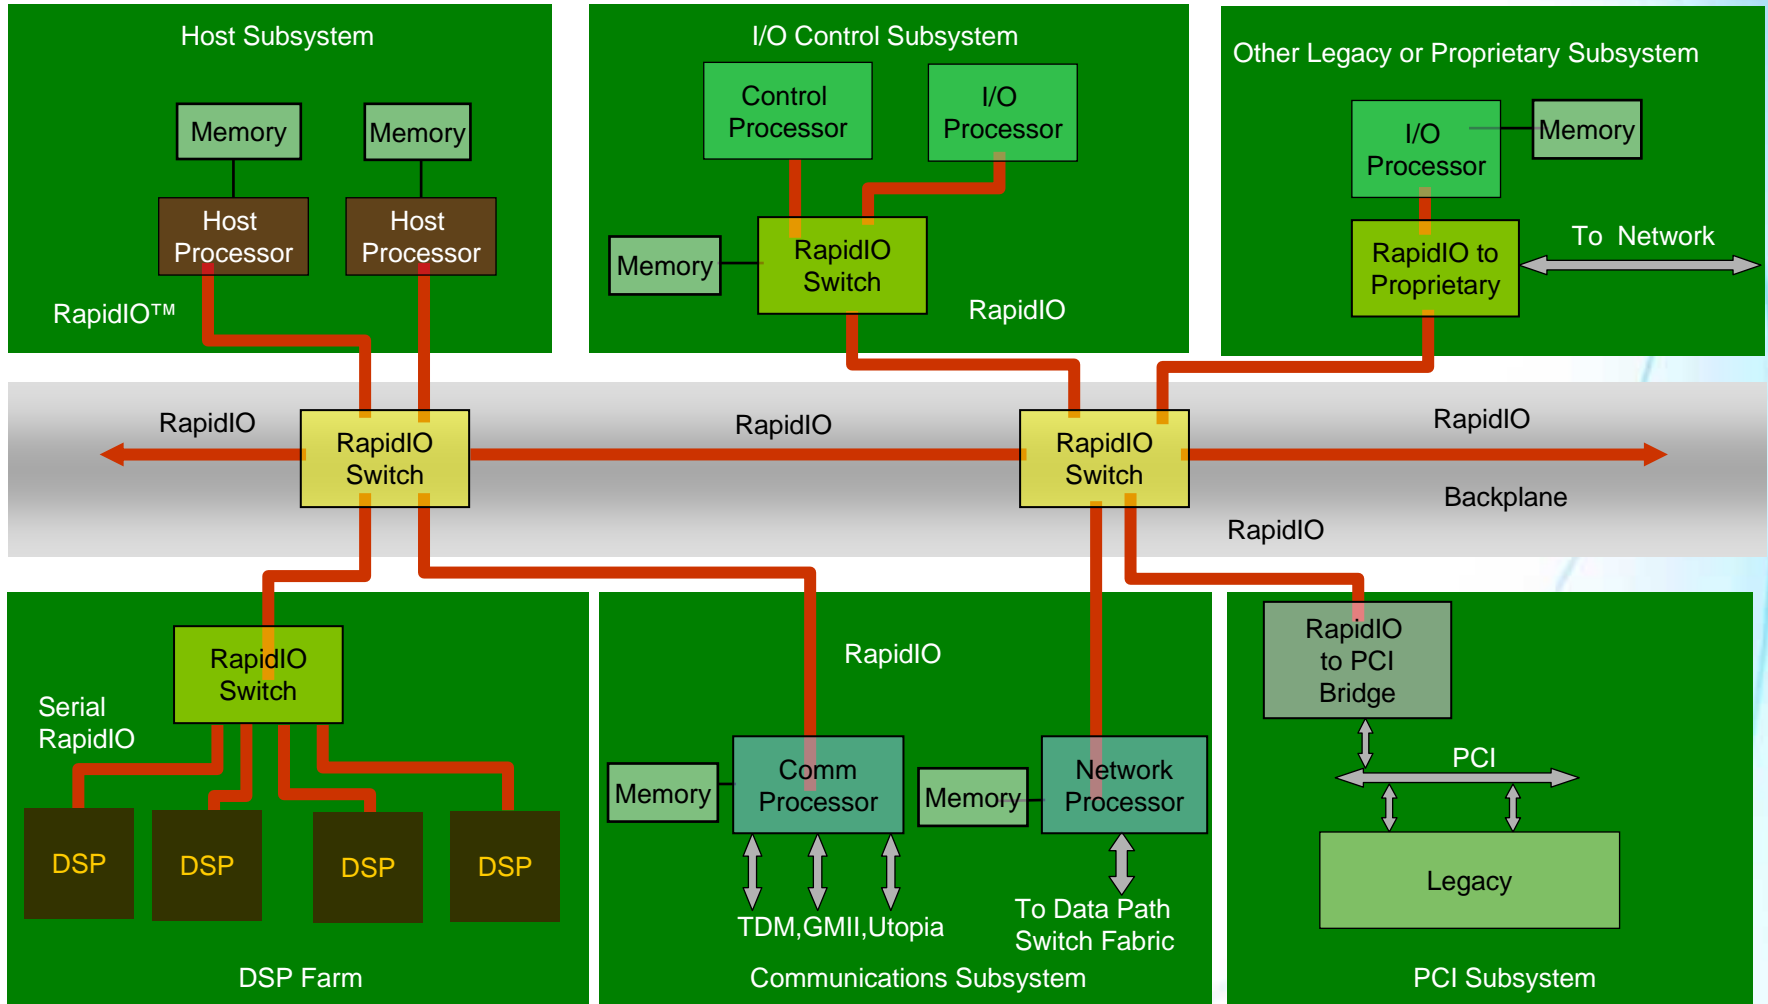 Host Subsystem
Memory
Memory
Host
Processor
Host
Processor
RapidIO™
I/O Control Subsystem
Control
Processor
I/O
Processor
Memory
RapidIO
Switch
RapidIO
Other Legacy or Proprietary Subsystem
I/O
Processor
Memory
RapidIO to
Proprietary
To Network
RapidIO
RapidIO
Switch
RapidIO
RapidIO
Switch
RapidIO
Backplane
RapidIO
RapidIO
Switch
Serial
RapidIO
DSP
DSP
DSP
DSP
DSP Farm
RapidIO
Memory
Comm
Processor
Memory
Network
Processor
TDM,GMII,Utopia
To Data Path
Switch Fabric
Communications Subsystem
RapidIO
to PCI
Bridge
PCI
Legacy
PCI Subsystem